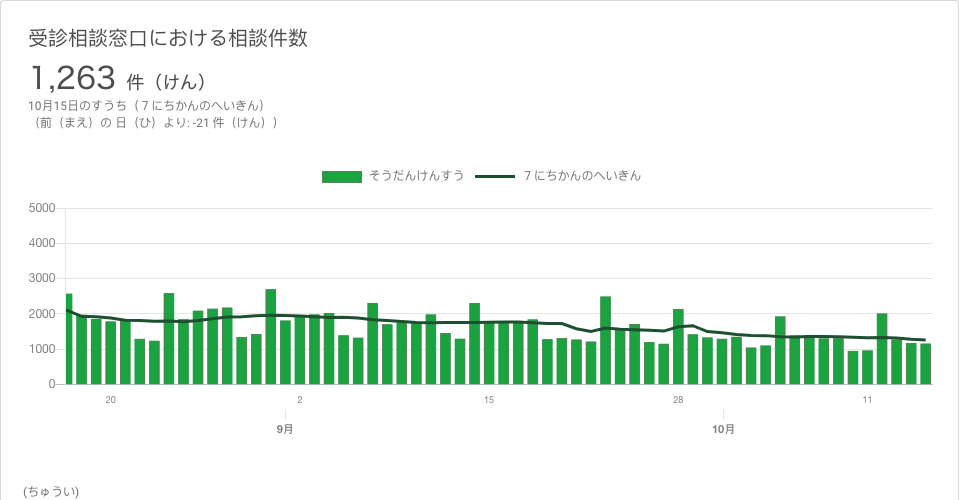 受診相談窓口における相談件数
1,263 件（けん）
10月15日のすうち（７にちかんのへいきん）
（前（まえ）の 日（ひ）より: -21 件（けん））
そうだんけんすう ７にちかんのへいきん
5000
4000
3000
2000
1000
0
20 2 15 28 11
9月 10月
(ちゅうい)